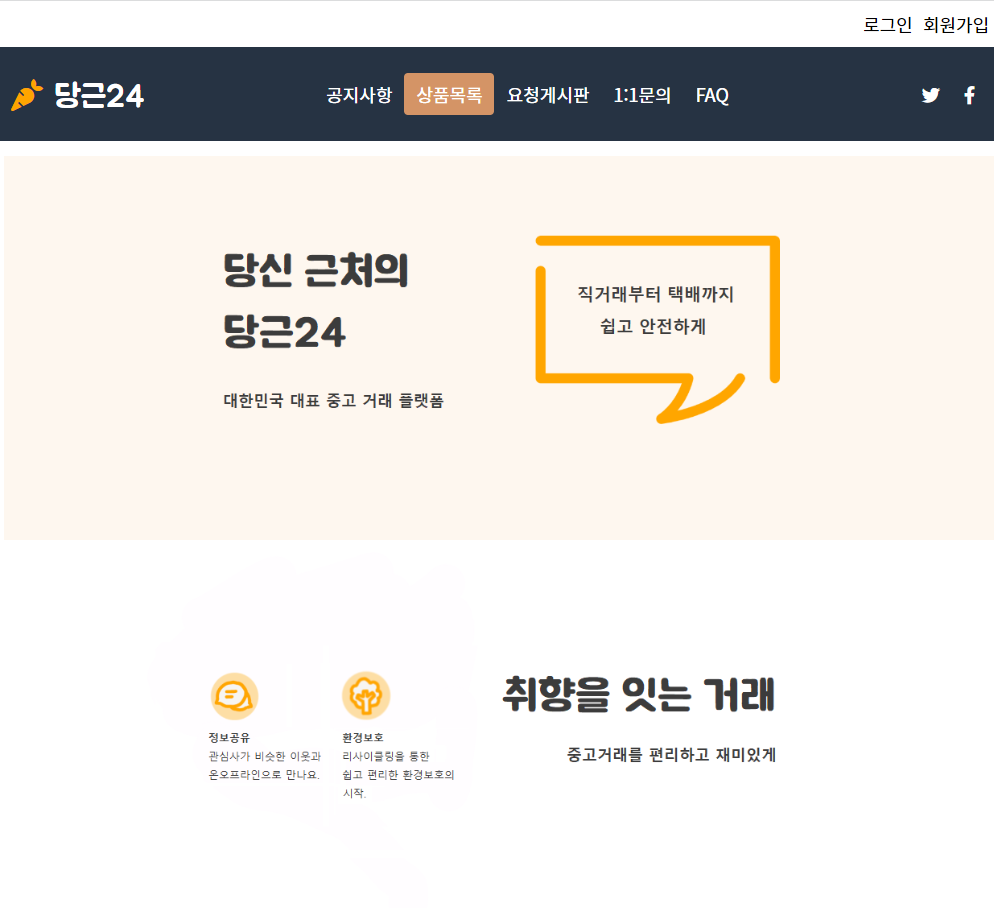 로그인 회원가입
당근24
공지사항 상품목록 요청게시판 1:1문의 FAQ
당신 근처의
당근24
대한민국 대표 중고 거래 플랫폼
직거래부터 택배까지
쉽고 안전하게
정보공유
관심사가 비슷한 이웃과
온오프라인으로 만나요.
환경보호
리사이클링을 통한
쉽고 편리한 환경보호의
시작.
취향을 잇는 거래
중고거래를 편리하고 재미있게